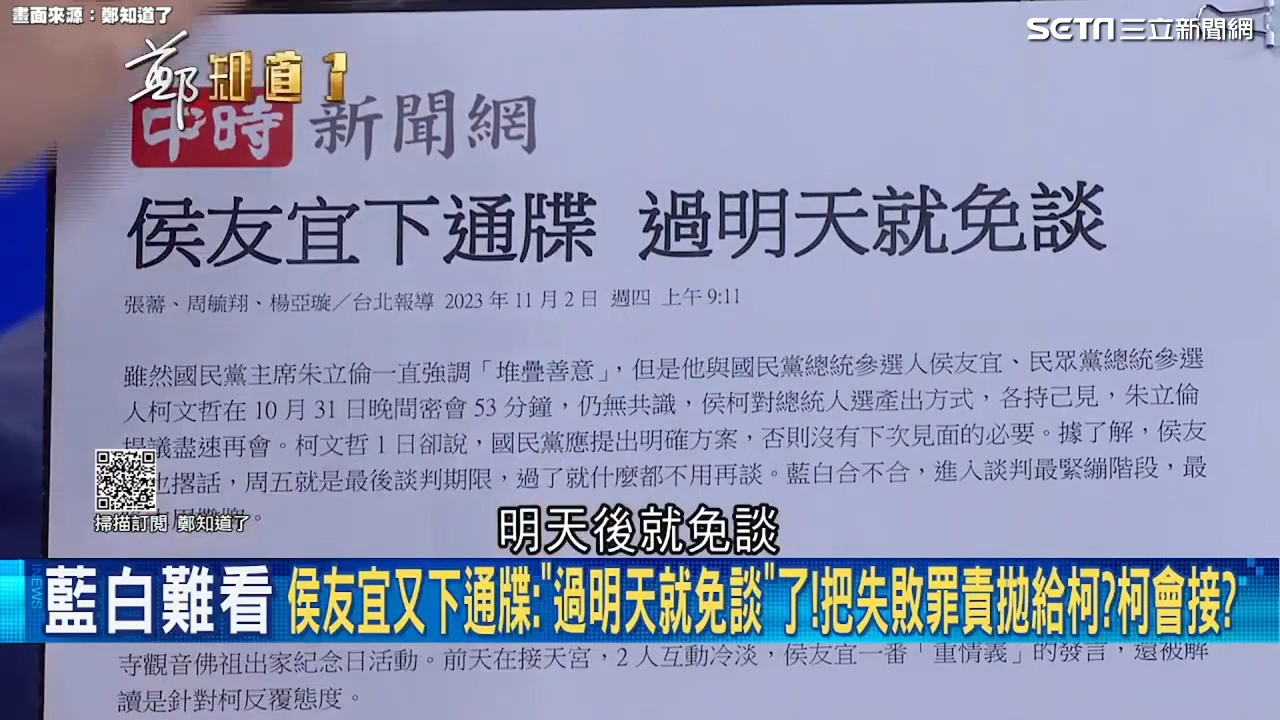 畫面來源：鄭知道了
SETN三立新聞網
鄭知道了
中時 新聞網
侯友宜下通牒 過明天就免談
張薷、周毓翔、楊亞璇／台北報導 2023年11月2日 週四 上午9:11
雖然國民黨主席朱立倫一直強調「堆疊善意」，但是他與國民黨總統參選人侯友宜、民眾黨總統參選
人柯文哲在10月31日晚間密會53分鐘，仍無共識，侯柯對總統人選產出方式，各持己見，朱立倫
提議盡速再會。柯文哲1日卻說，國民黨應提出明確方案，否則沒有下次見面的必要。據了解，侯友
也撂話，周五就是最後談判期限，過了就什麼都不用再談。藍白合不合，進入談判最緊繃階段，最
掃描訂閱 鄭知道了
明天後就免談
NEWS
藍白難看 侯友宜又下通牒:"過明天就免談"了!把失敗罪責拋給柯?柯會接?
寺觀音佛祖出家紀念日活動。前天在接天宮，2人互動冷淡，侯友宜一番「重情義」的發言，還被解
讀是針對柯反覆態度。